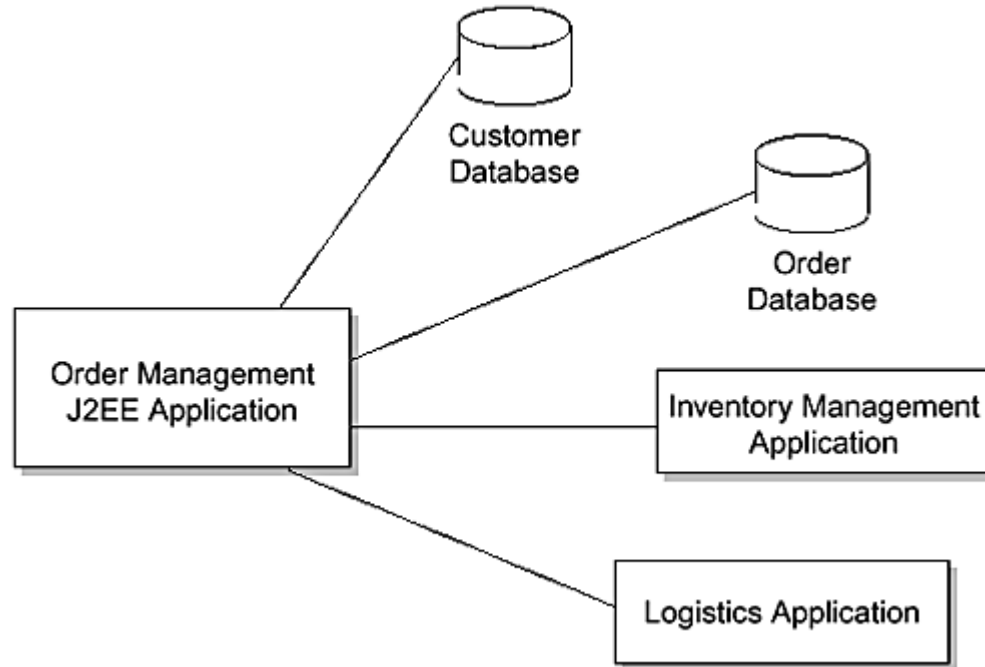 Customer
Database
Order
Database
Order Management
J2EE Application
Inventory Management
Application
Logistics Application